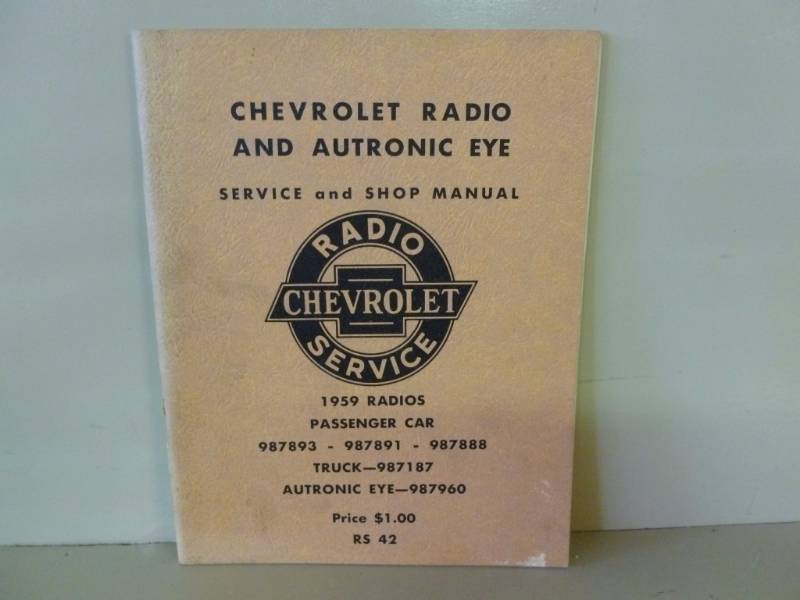 CHEVROLET RADIO
AND AUTRONIC EYE
SERVICE and SHOP MANUAL
RADIO
CHEVROLET
SERVICE
1959 RADIOS
PASSENGER CAR
987893 - 987891 - 987888
TRUCK—987187
AUTRONIC EYE—987960
Price $1.00
RS 42